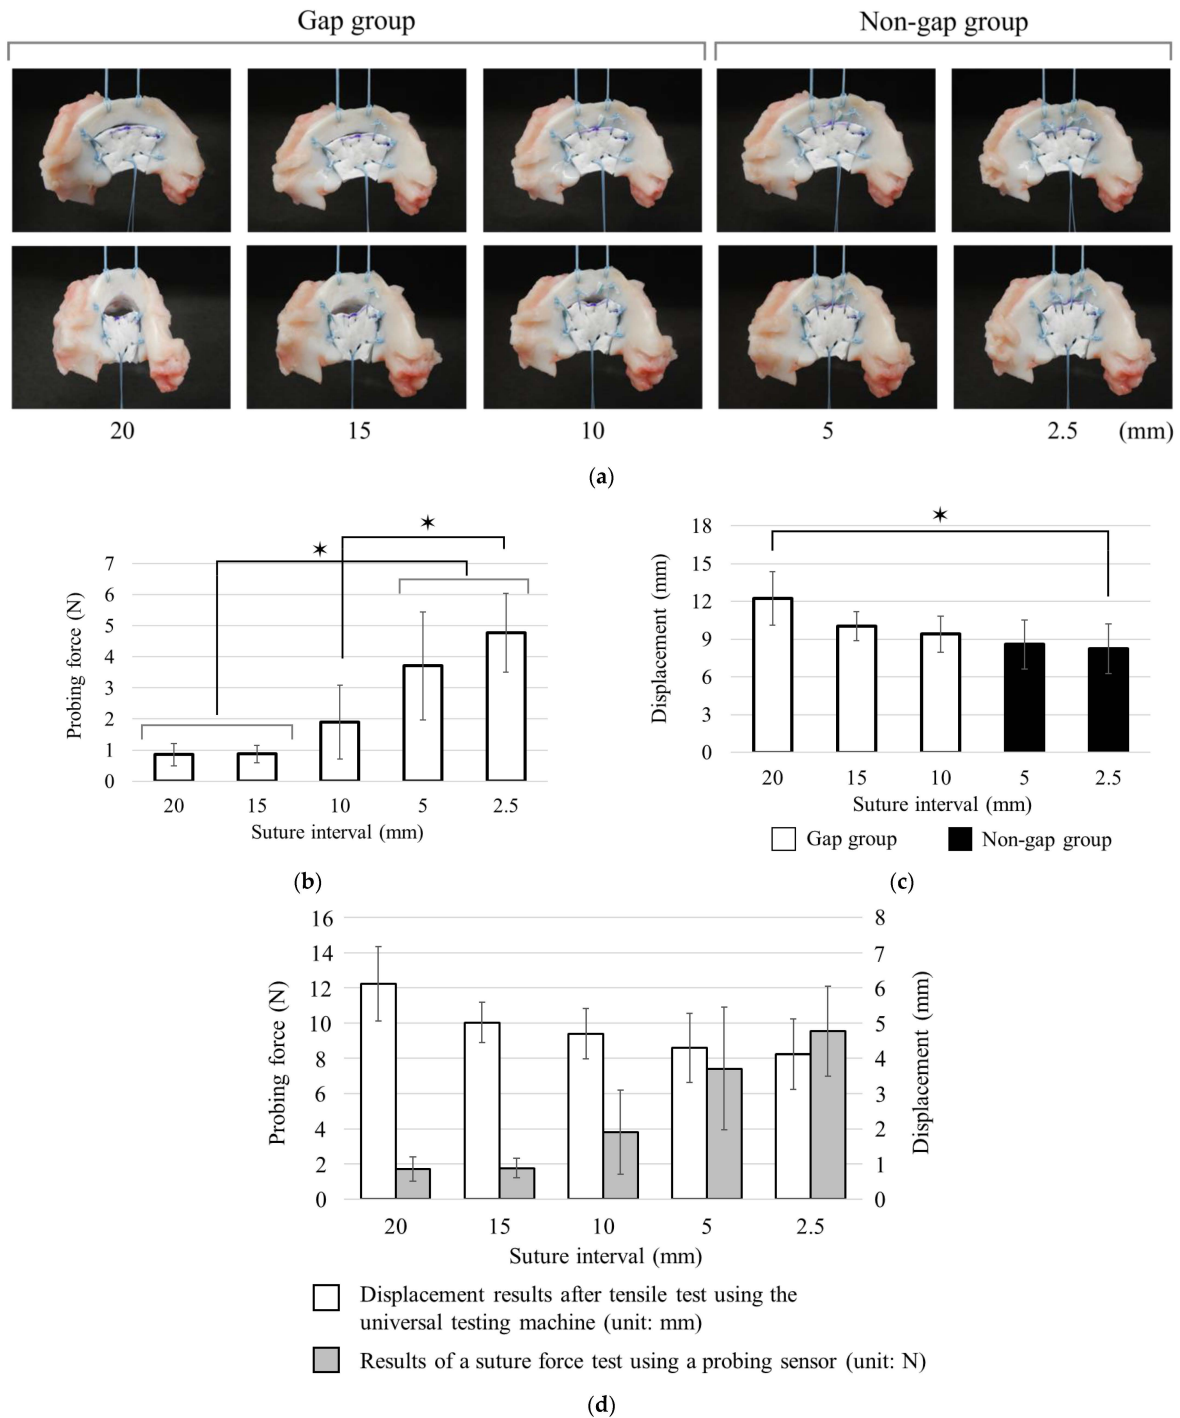 Gap group
Non-gap group
20
15
10
5
2.5
(mm)
(a)
Probing force (N)
7
6
5
4
3
2
1
0
✶
✶
20
15
10
5
2.5
Suture interval (mm)
(b)
Displacement (mm)
18
15
12
9
6
3
0
✶
20
15
10
5
2.5
Suture interval (mm)
Gap group
Non-gap group
(c)
Probing force (N)
16
14
12
10
8
6
4
2
0
8
7
6
5
4
3
2
1
0
Displacement (mm)
20
15
10
5
2.5
Suture interval (mm)
Displacement results after tensile test using the
universal testing machine (unit: mm)
Results of a suture force test using a probing sensor (unit: N)
(d)